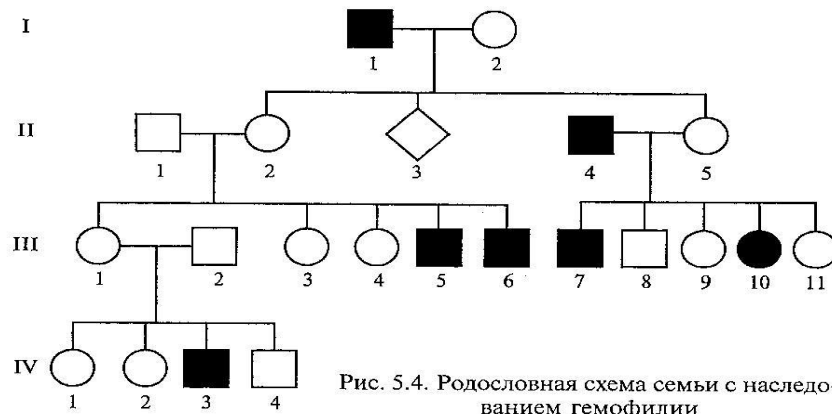 I
1 2
II
1 2 3 4 5
III
1 2 3 4 5 6 7 8 9 10 11
IV
1 2 3 4
Рис. 5.4. Родословная схема семьи с наследо-
ванием гемофилии